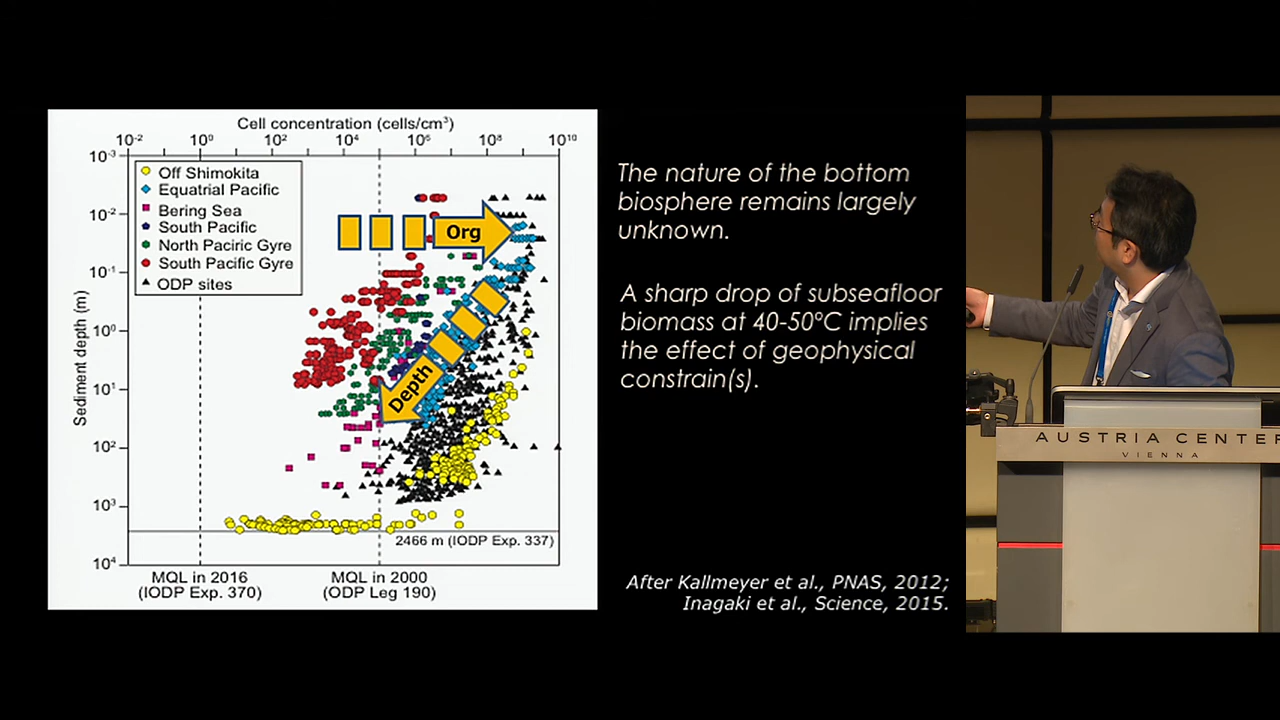 Cell concentration (cells/cm³)
10⁻² 10⁰ 10² 10⁴ 10⁶ 10⁸ 10¹⁰
10⁻³
10⁻²
10⁻¹
10⁰
10¹
10²
10³
10⁴
Sediment depth (m)
Off Shimokita
Equatrial Pacific
Bering Sea
South Pacific
North Paciric Gyre
South Pacific Gyre
ODP sites
Org
Depth
2466 m (IODP Exp. 337)
MQL in 2016
(IODP Exp. 370)
MQL in 2000
(ODP Leg 190)
The nature of the bottom
biosphere remains largely
unknown.
A sharp drop of subseafloor
biomass at 40-50°C implies
the effect of geophysical
constrain(s).
After Kallmeyer et al., PNAS, 2012;
Inagaki et al., Science, 2015.
AUSTRIA CENTER
VIENNA